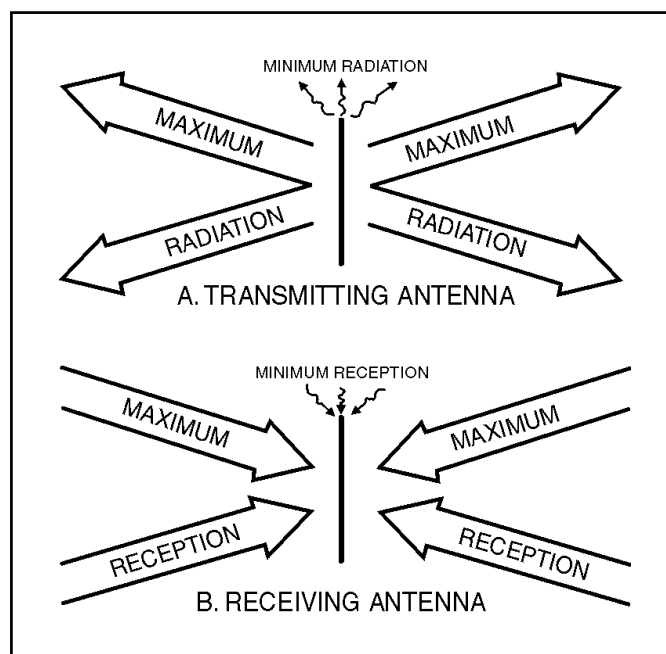 MINIMUM RADIATION
MAXIMUM
MAXIMUM
RADIATION
RADIATION
A. TRANSMITTING ANTENNA
MINIMUM RECEPTION
MAXIMUM
MAXIMUM
RECEPTION
RECEPTION
B. RECEIVING ANTENNA